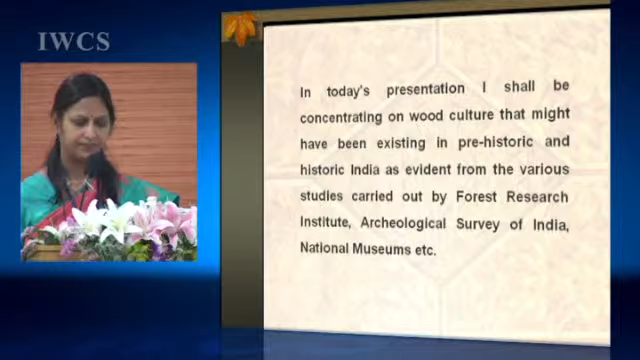 IWCS
In today's presentation I shall be
concentrating on wood culture that might
have been existing in pre-historic and
historic India as evident from the various
studies carried out by Forest Research
Institute, Archeological Survey of India,
National Museums etc.